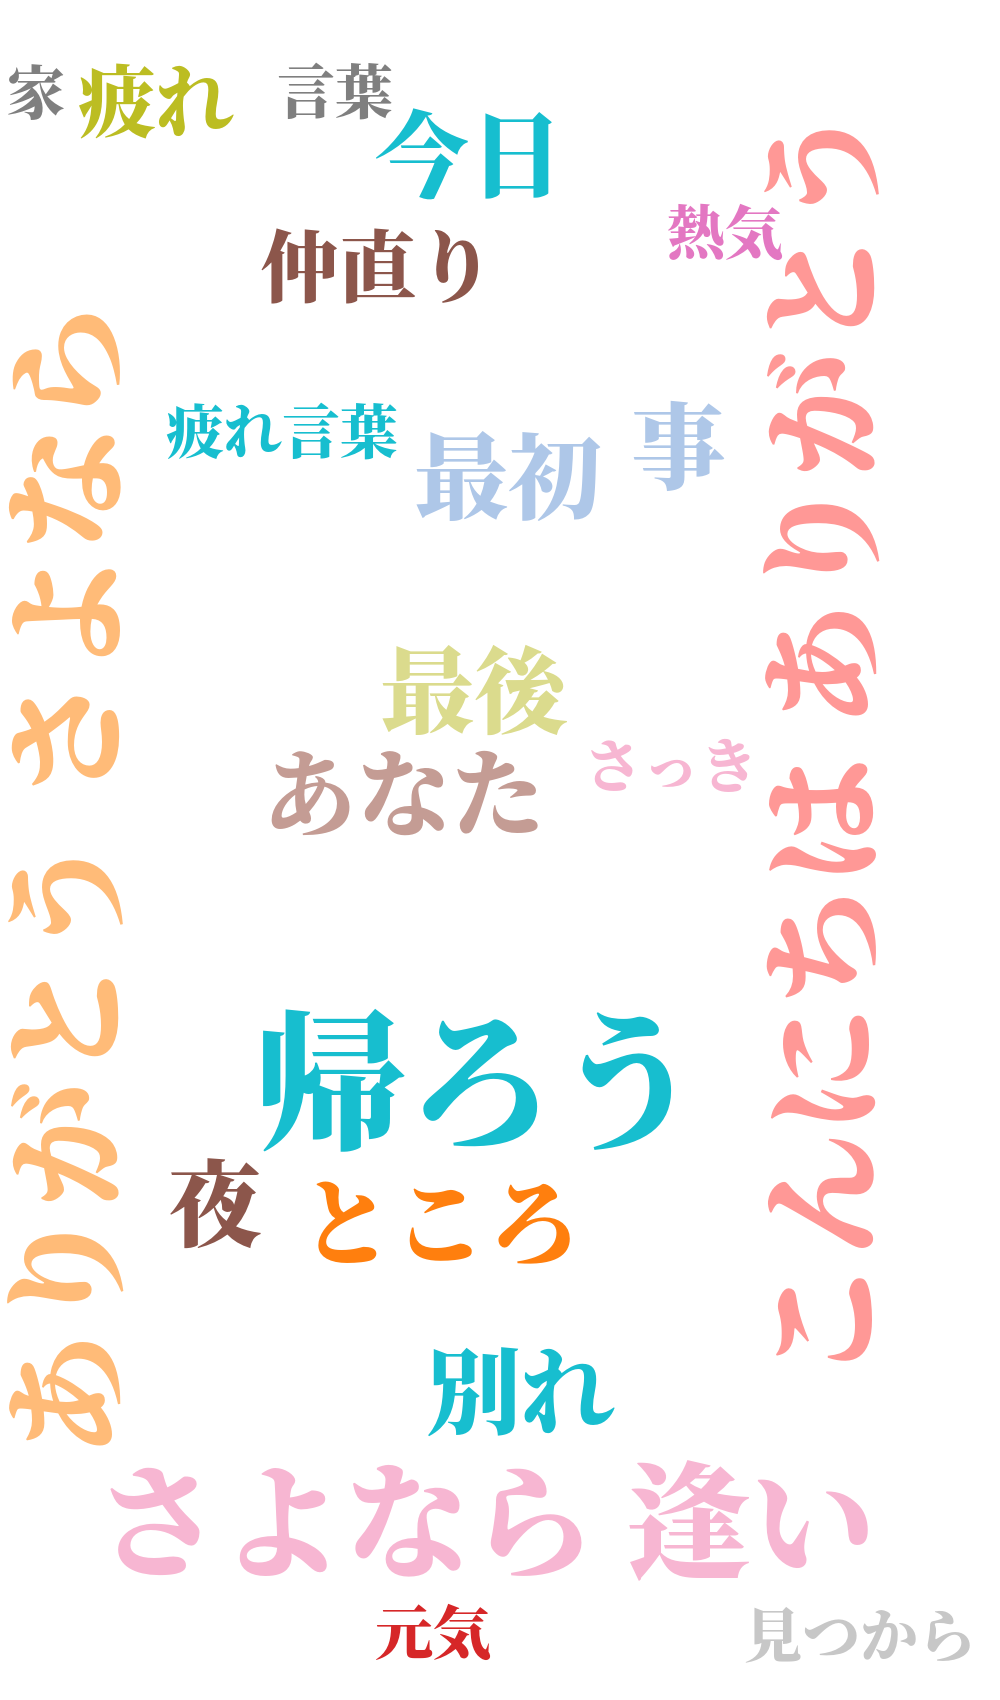 家
疲れ
言葉
今日
熱気
仲直り
こんにちは ありがとう
ありがとう さよなら
疲れ言葉
最初
事
最後
さっき
あなた
帰ろう
夜
ところ
別れ
さよなら 逢い
元気
見つから